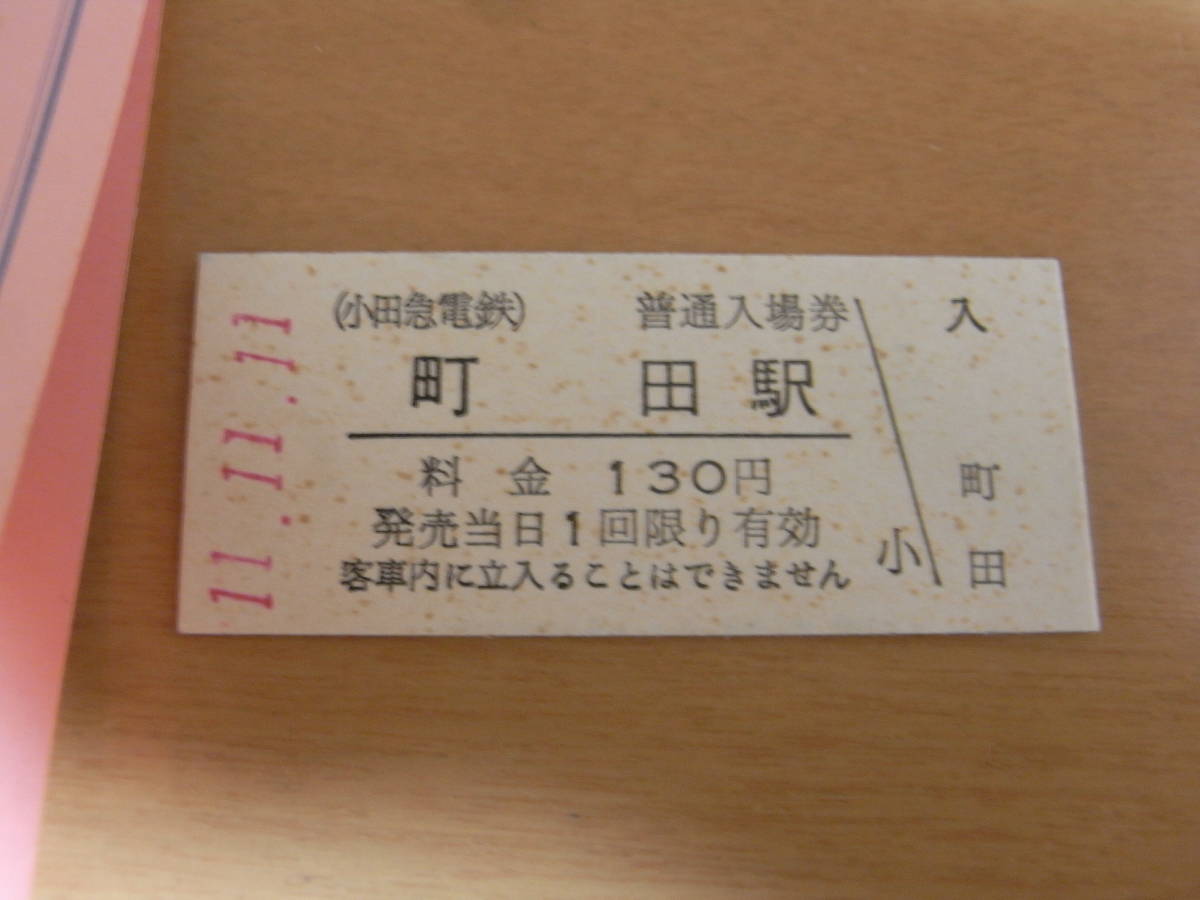 11.11.11
(小田急電鉄) 普通入場券
町田駅
料金 130円
発売当日1回限り有効
客車内に立入ることはできません
小
入
町
田